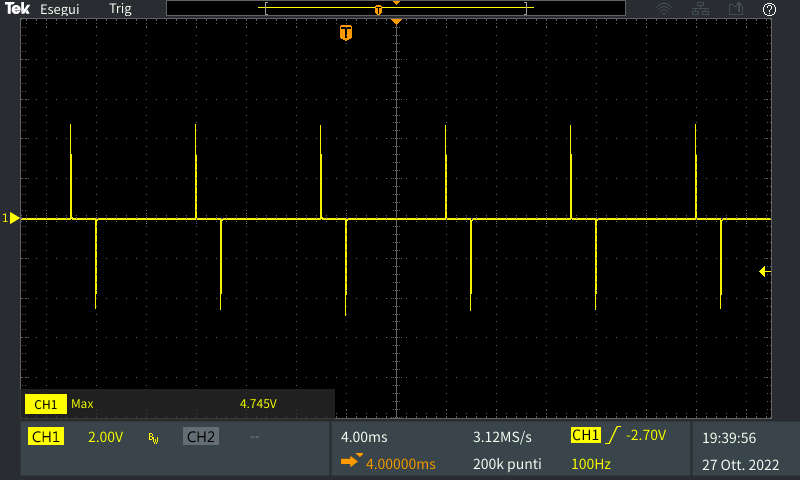 Tek Esegui Trig
T
T
1
CH1 Max 4.745V
CH1 2.00V BW CH2 -- 4.00ms 3.12MS/s CH1 -2.70V 19:39:56
4.00000ms 200k punti 100Hz 27 Ott. 2022